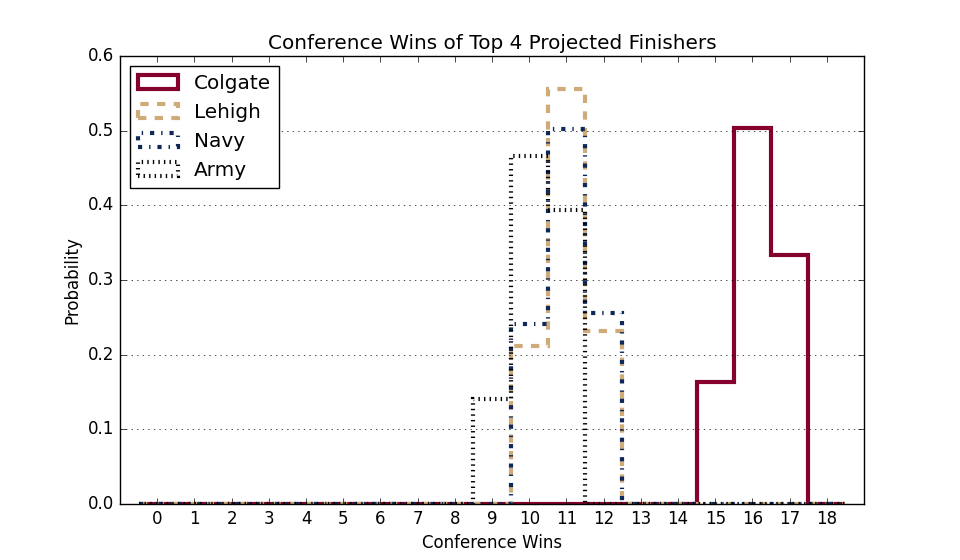 Conference Wins of Top 4 Projected Finishers
Colgate
Lehigh
Navy
Army
0.6
0.5
0.4
0.3
0.2
0.1
0.0
Probability
0 1 2 3 4 5 6 7 8 9 10 11 12 13 14 15 16 17 18
Conference Wins